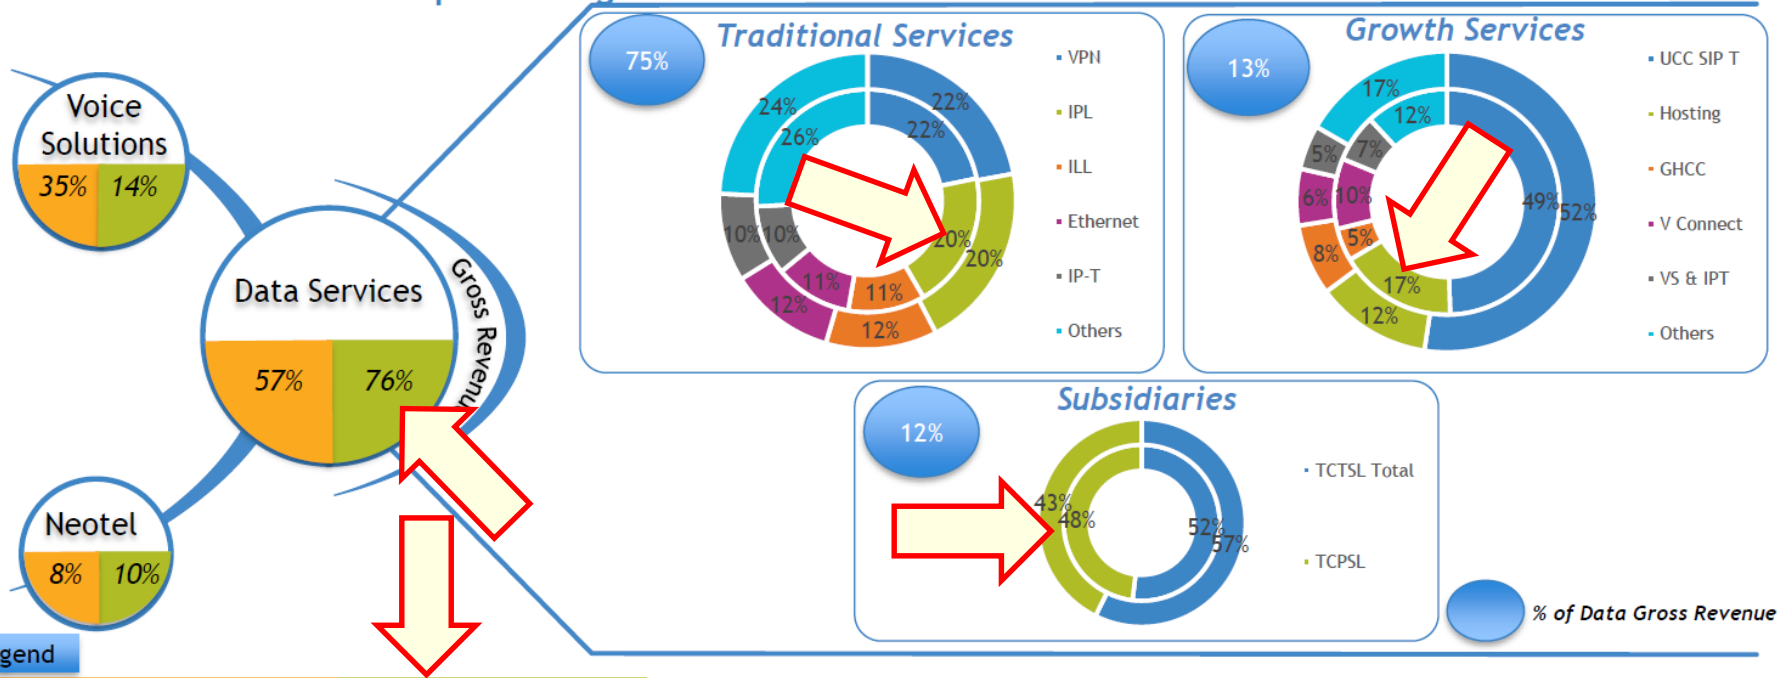 Voice
Solutions
35% 14%
Data Services
57% 76%
Gross Revenu
Neotel
8% 10%
gend
75%
Traditional Services
24%
22%
26%
22%
20%
20%
10%
10%
11%
11%
12%
12%
VPN
IPL
ILL
Ethernet
IP-T
Others
13%
Growth Services
17%
12%
5%
7%
6%
10%
49%
52%
8%
5%
17%
12%
UCC SIP T
Hosting
GHCC
V Connect
VS & IPT
Others
12%
Subsidiaries
43%
48%
52%
57%
TCTSL Total
TCPSL
% of Data Gross Revenue